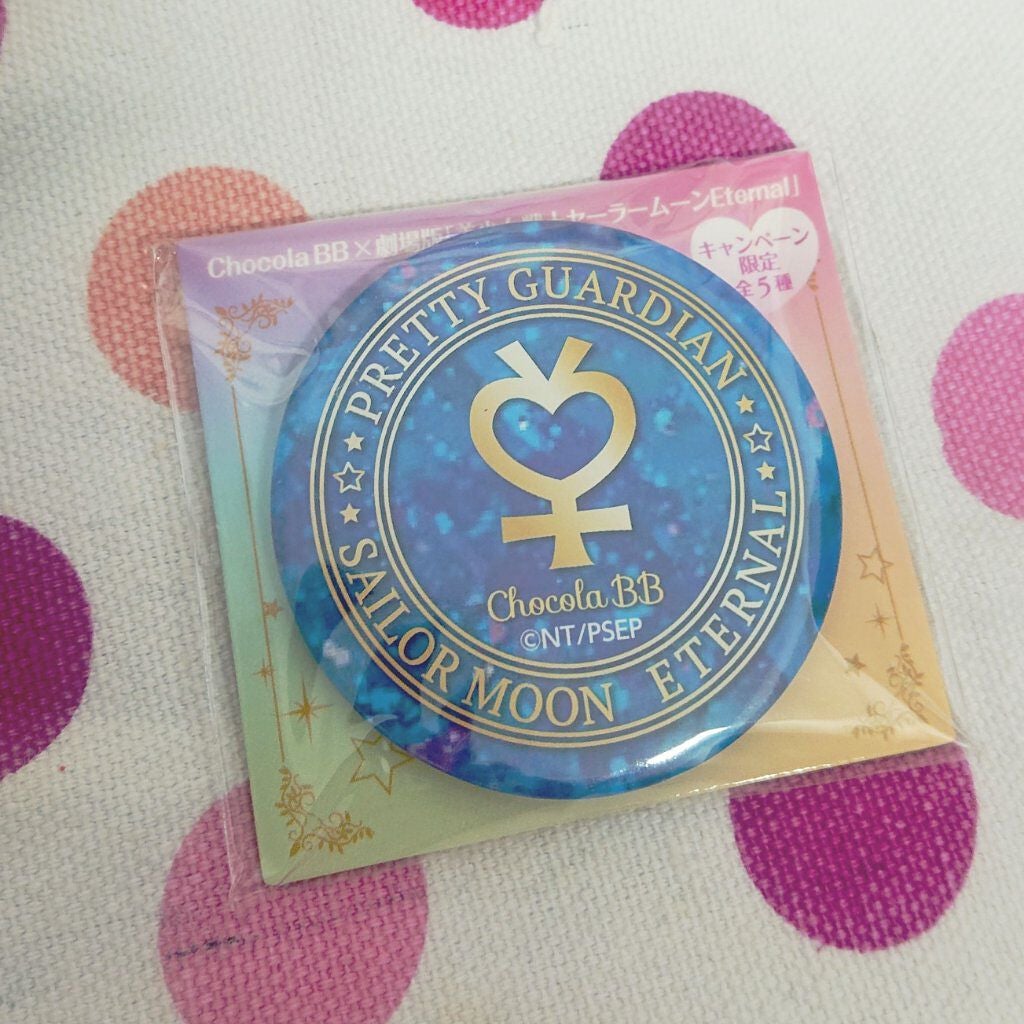 Chocola BB×劇場版「美少女戦士セーラームーンEternal」
キャンペーン
限定
全5種
PRETTY GUARDIAN
SAILOR MOON ETERNAL
Chocola BB
©NT/PSEP